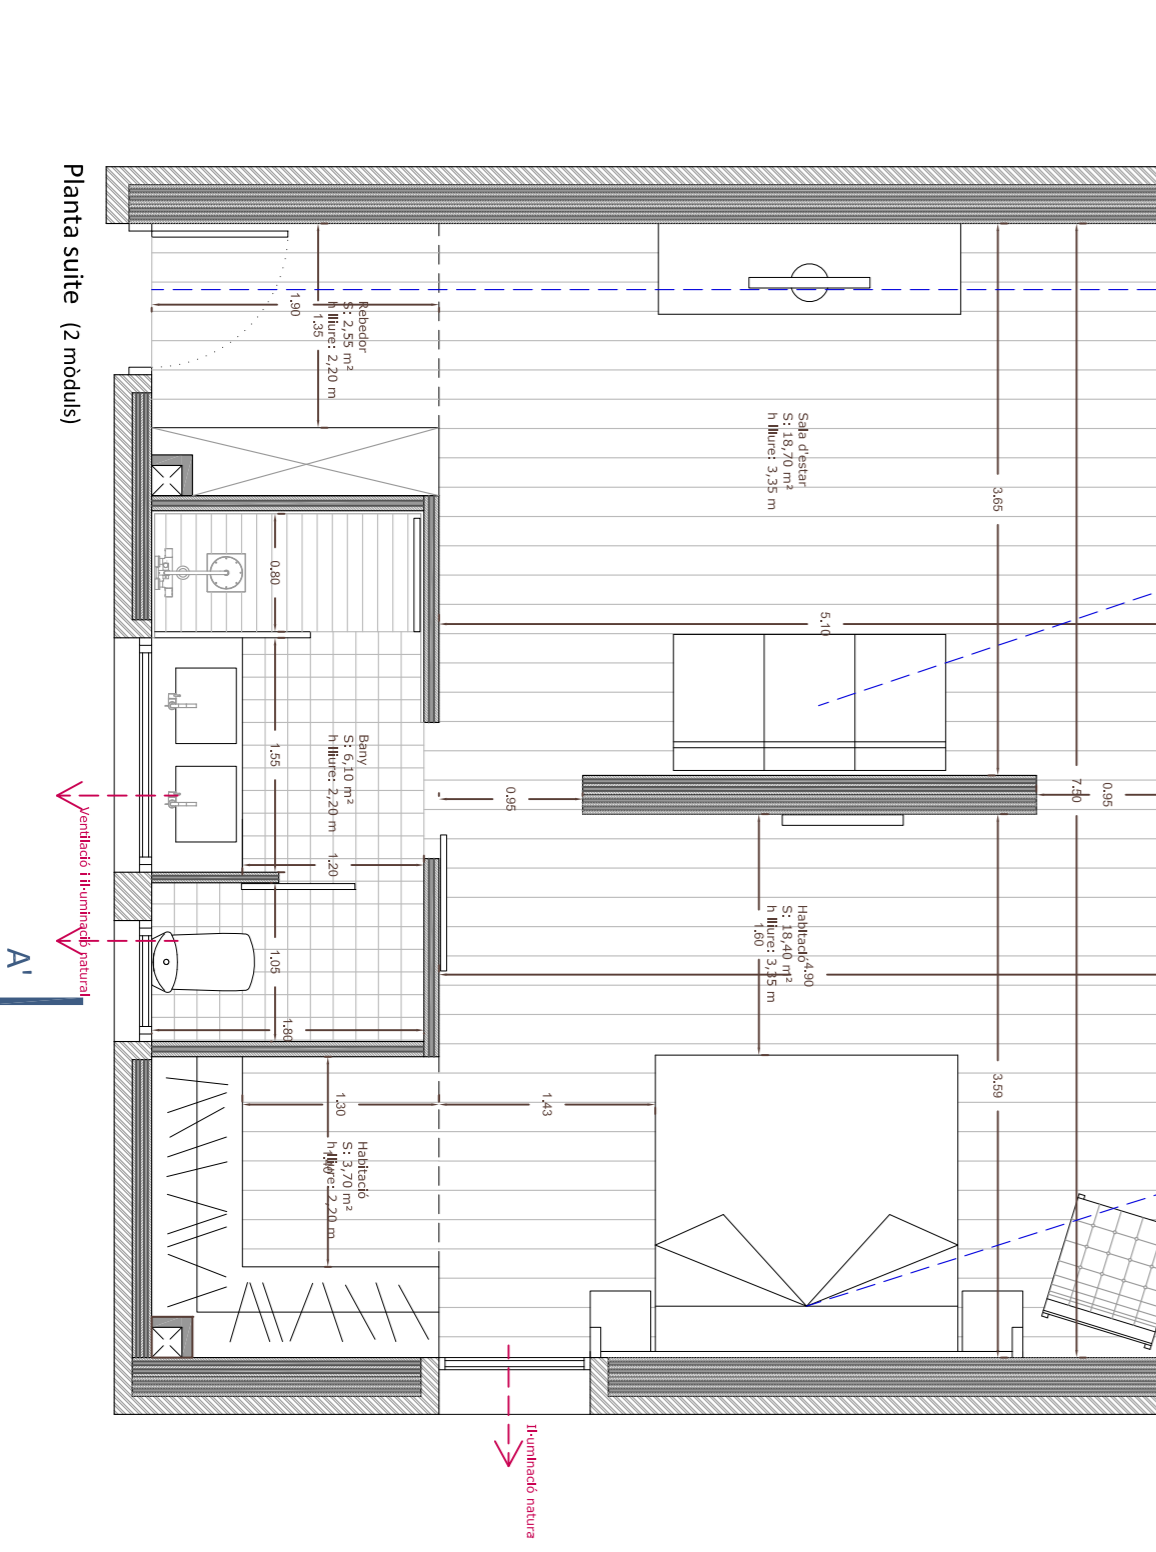 Planta suite (2 mòduls)
Rebedor
S: 2,55 m²
h lliure: 2,20 m
1.90
1.35
Sala d'estar
S: 18,70 m²
h lliure: 3,35 m
3.65
0.80
5.10
Bany
S: 6,10 m²
h lliure: 2,20 m
1.55
1.20
0.95
7.50
0.95
Ventilació i il·luminació natural
A'
1.05
1.80
Habitació
S: 18,40 m²
h lliure: 3,35 m
4.90
1.60
3.59
1.30
1.43
Habitació
S: 3,70 m²
h lliure: 2,20 m
Il·luminació natura